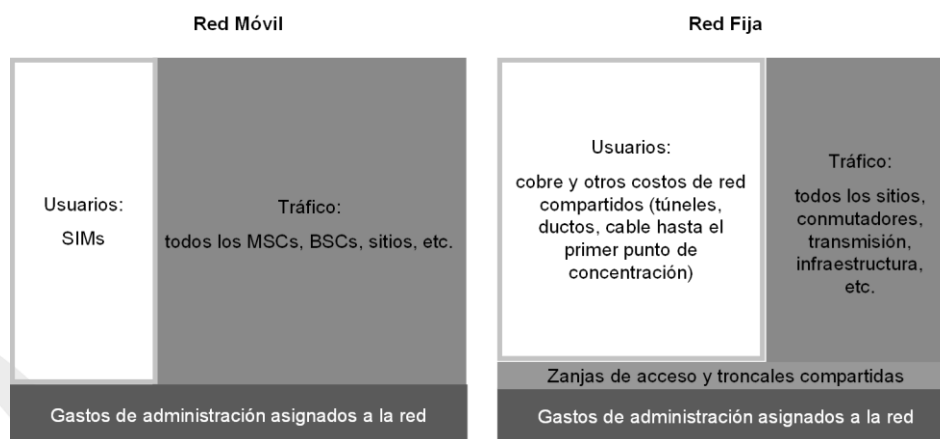 Red Móvil
Usuarios:
SIMs
Tráfico:
todos los MSCs, BSCs, sitios, etc.
Gastos de administración asignados a la red
Red Fija
Usuarios:
cobre y otros costos de red
compartidos (túneles,
ductos, cable hasta el
primer punto de
concentración)
Tráfico:
todos los sitios,
conmutadores,
transmisión,
infraestructura,
etc.
Zanjas de acceso y troncales compartidas
Gastos de administración asignados a la red